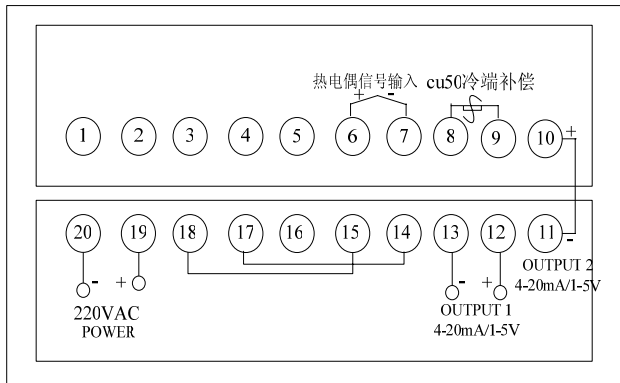 热电偶信号输入 cu50冷端补偿
+ -
1 2 3 4 5 6 7 8 9 10 +
20 19 18 17 16 15 14 13 12 11 -
- + - + OUTPUT 2
220VAC OUTPUT 1 4-20mA/1-5V
POWER 4-20mA/1-5V